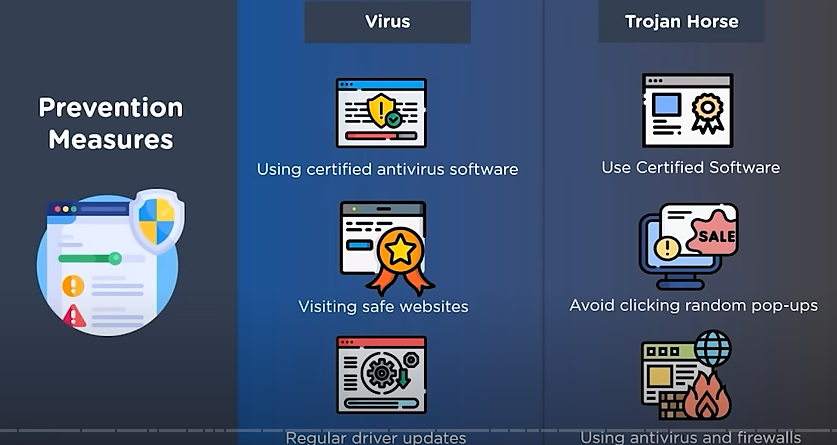 Prevention
Measures
Virus
Using certified antivirus software
Visiting safe websites
Regular driver updates
Trojan Horse
Use Certified Software
SALE
Avoid clicking random pop-ups
Using antivirus and firewalls